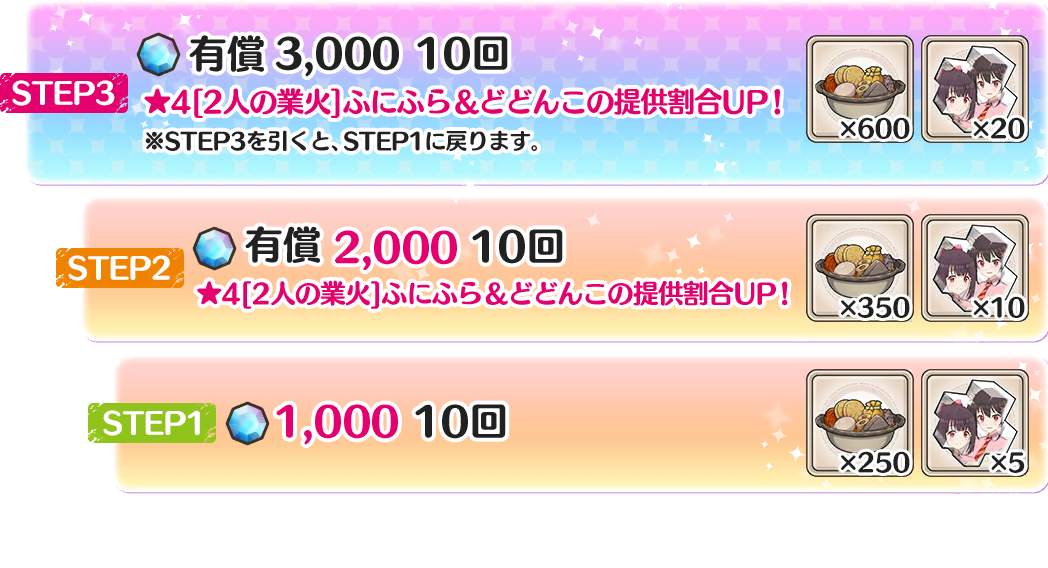 STEP3
有償 3,000 10回
★4[2人の業火]ふにふら&どどんこの提供割合UP!
※STEP3を引くと、STEP1に戻ります。
×600
×20
STEP2
有償 2,000 10回
★4[2人の業火]ふにふら&どどんこの提供割合UP!
×350
×10
STEP1
1,000 10回
×250
×5